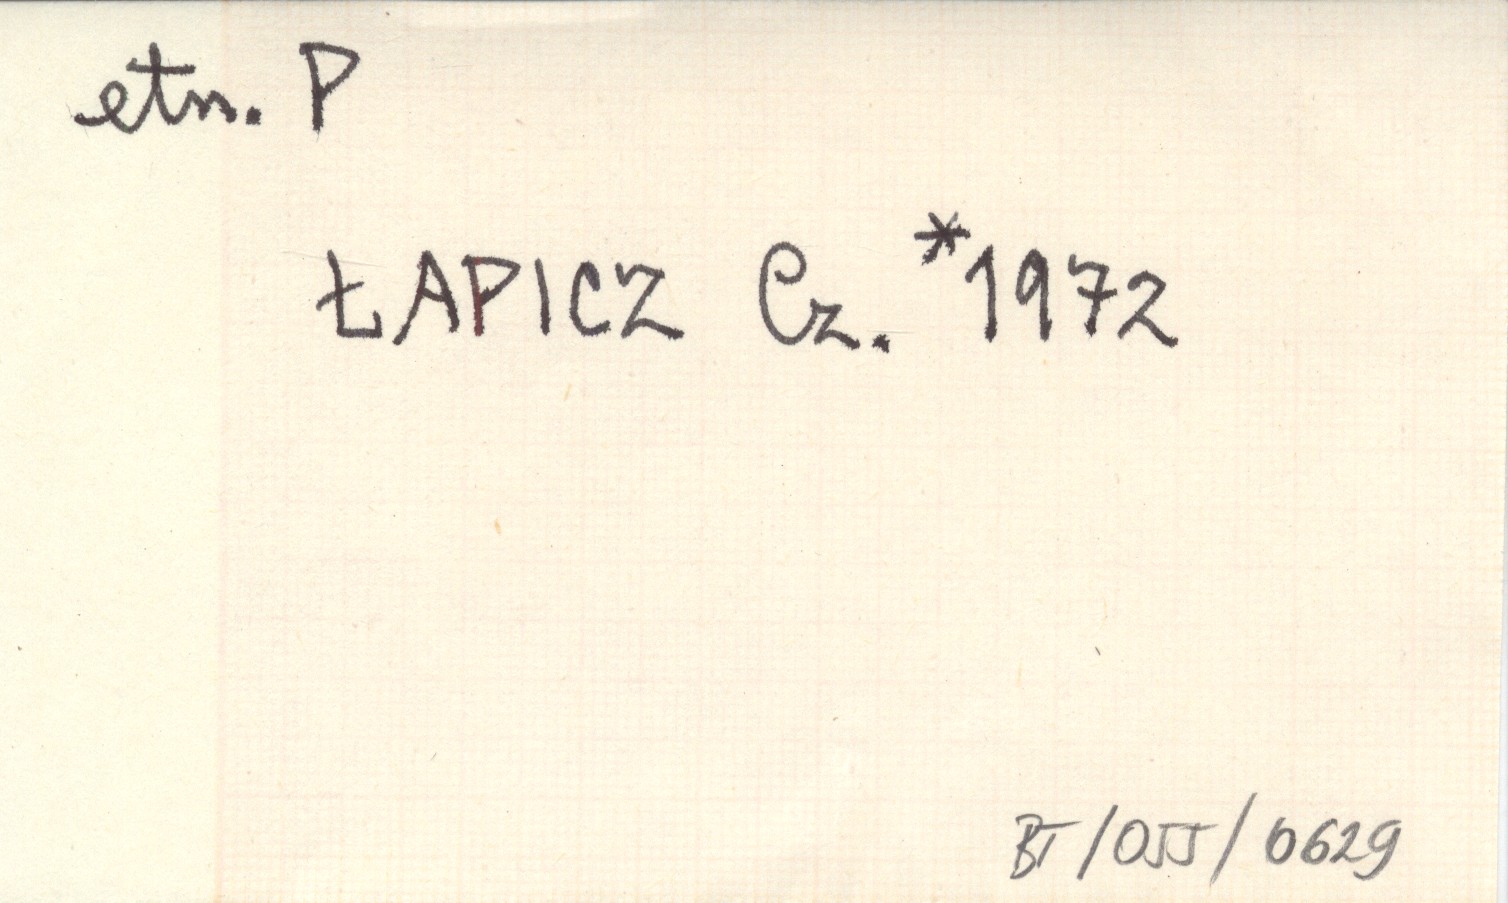 etn. P
ŁAPICZ Cz. *1972
BT/OJJ/0629